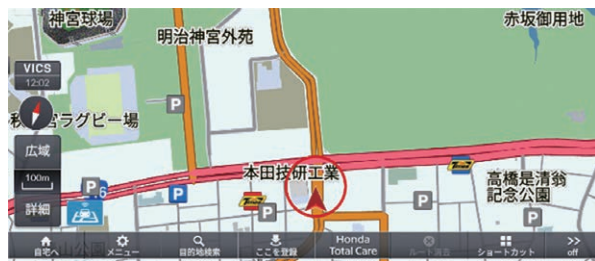 神宮球場
明治神宮外苑
赤坂御用地
VICS
12:02
宮ラグビー場
広域
100m
詳細
P
P
6
P
P
P
P
本田技研工業
高橋是清翁
記念公園
山公園
自宅へ
メニュー
目的地検索
ここを登録
Honda
Total Care
ルート消去
ショートカット
>>
off